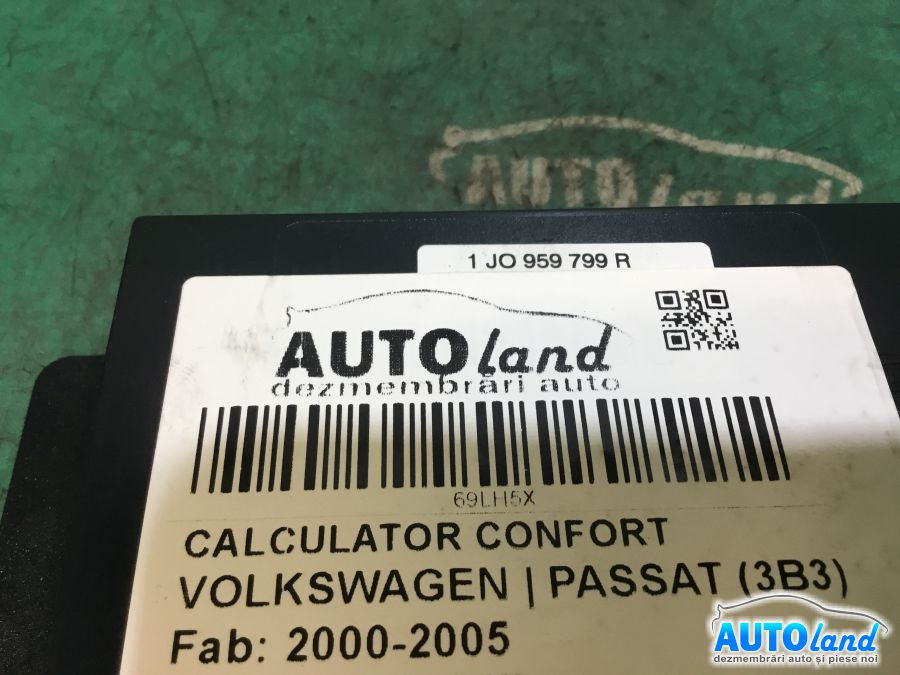 AUTOland
1 JO 959 799 R
AUTOland
dezmembrări auto
69LH5X
CALCULATOR CONFORT
VOLKSWAGEN | PASSAT (3B3)
Fab: 2000-2005
AUTOland
dezmembrări auto și piese noi